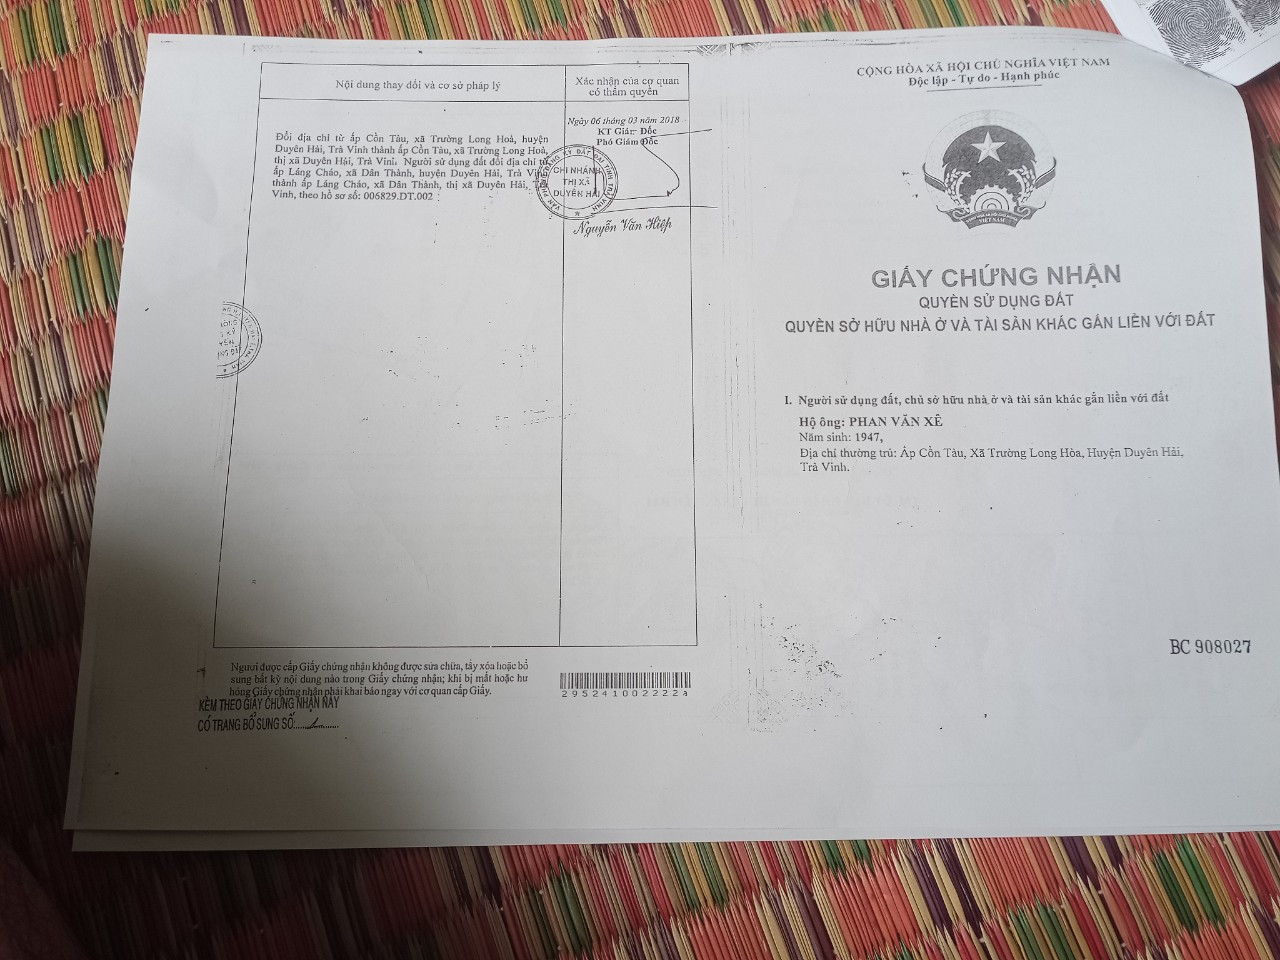 Nội dung thay đổi và cơ sở pháp lý
Xác nhận của cơ quan
có thẩm quyền
Đổi địa chỉ từ ấp Cồn Tàu, xã Trường Long Hoà, huyện
Duyên Hải, Trà Vinh thành ấp Cồn Tàu, xã Trường Long Hoà,
thị xã Duyên Hải, Trà Vinh. Người sử dụng đất đổi địa chỉ từ
ấp Láng Cháo, xã Dân Thành, huyện Duyên Hải, Trà Vinh
thành ấp Láng Cháo, xã Dân Thành, thị xã Duyên Hải, Trà
Vinh, theo hồ sơ số: 006829.DT.002
Ngày 06 tháng 03 năm 2018
KT Giám Đốc
Phó Giám Đốc
CHI NHÁNH
THỊ XÃ
DUYÊN HẢI
Nguyễn Văn Hiệp
Người được cấp Giấy chứng nhận không được sửa chữa, tẩy xóa hoặc bổ
sung bất kỳ nội dung nào trong Giấy chứng nhận; khi bị mất hoặc hư
hỏng Giấy chứng nhận phải khai báo ngay với cơ quan cấp Giấy.
KÈM THEO GIẤY CHỨNG NHẬN NÀY
CÓ TRANG BỔ SUNG SỐ:....1.......
295241002222a
CỘNG HÒA XÃ HỘI CHỦ NGHĨA VIỆT NAM
Độc lập - Tự do - Hạnh phúc
VIỆT NAM
GIẤY CHỨNG NHẬN
QUYỀN SỬ DỤNG ĐẤT
QUYỀN SỞ HỮU NHÀ Ở VÀ TÀI SẢN KHÁC GẮN LIỀN VỚI ĐẤT
I. Người sử dụng đất, chủ sở hữu nhà ở và tài sản khác gắn liền với đất
Hộ ông: PHAN VĂN XÊ
Năm sinh: 1947,
Địa chỉ thường trú: Ấp Cồn Tàu, Xã Trường Long Hòa, Huyện Duyên Hải,
Trà Vinh.
BC 908027